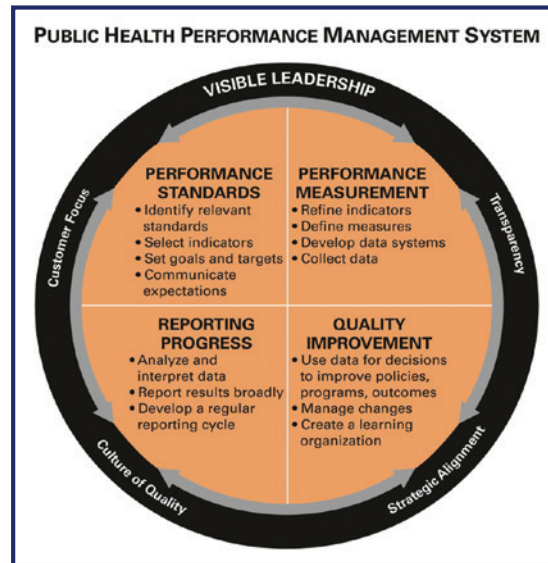 PUBLIC HEALTH PERFORMANCE MANAGEMENT SYSTEM
VISIBLE LEADERSHIP
Customer Focus
Transparency
PERFORMANCE
STANDARDS
• Identify relevant
standards
• Select indicators
• Set goals and targets
• Communicate
expectations
PERFORMANCE
MEASUREMENT
• Refine indicators
• Define measures
• Develop data systems
• Collect data
REPORTING
PROGRESS
• Analyze and
interpret data
• Report results broadly
• Develop a regular
reporting cycle
QUALITY
IMPROVEMENT
• Use data for decisions
to improve policies,
programs, outcomes
• Manage changes
• Create a learning
organization
Culture of Quality
Strategic Alignment